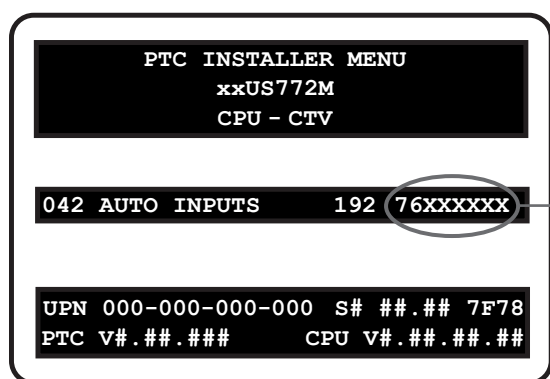 PTC INSTALLER MENU
xxUS772M
CPU – CTV
042 AUTO INPUTS 192 76XXXXXX
UPN 000-000-000-000 S# ##.## 7F78
PTC V#.##.### CPU V#.##.##.##